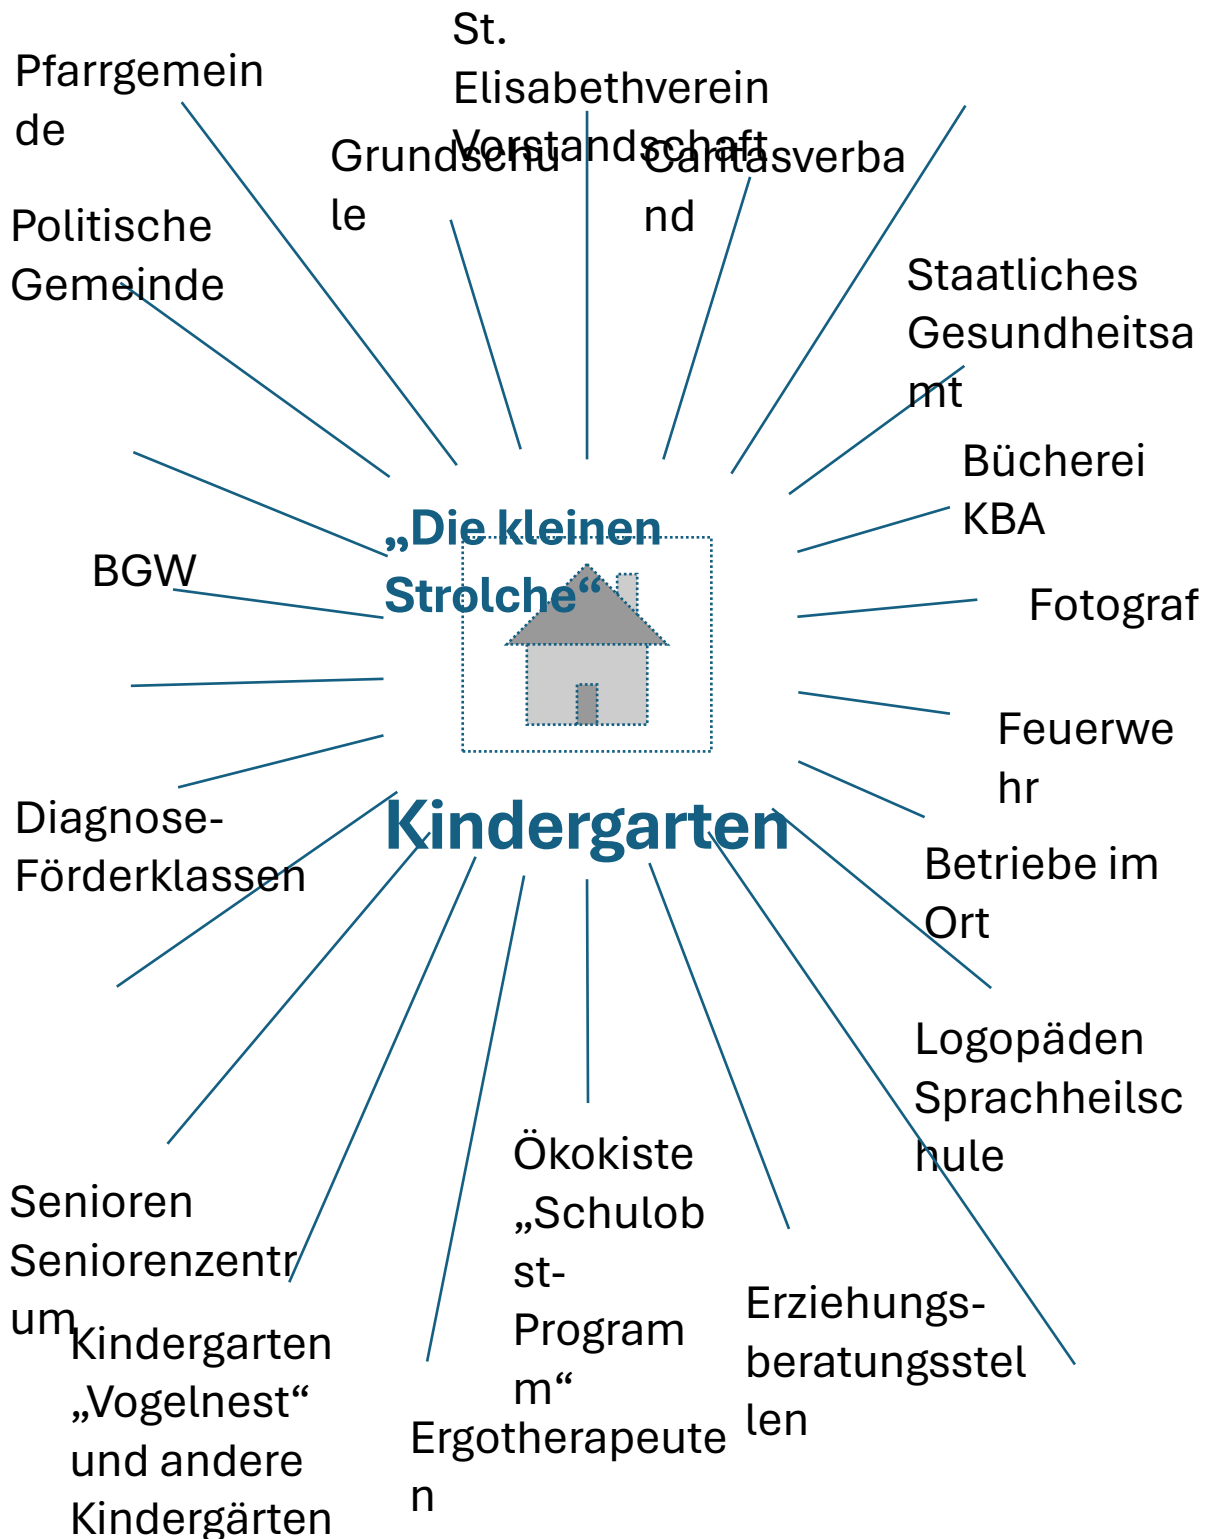 St.
Elisabethverein
Vorstandschaft
Pfarrgemein
de
Grundschu
le
Caritasverba
nd
Politische
Gemeinde
Staatliches
Gesundheitsa
mt
Bücherei
KBA
„Die kleinen
Strolche“
BGW
Fotograf
Feuerwe
hr
Kindergarten
Diagnose-
Förderklassen
Betriebe im
Ort
Logopäden
Sprachheilsc
hule
Ökokiste
„Schulob
st-
Program
m“
Senioren
Seniorenzentr
um
Erziehungs-
beratungsstel
len
Kindergarten
„Vogelnest“
und andere
Kindergärten
Ergotherapeute
n